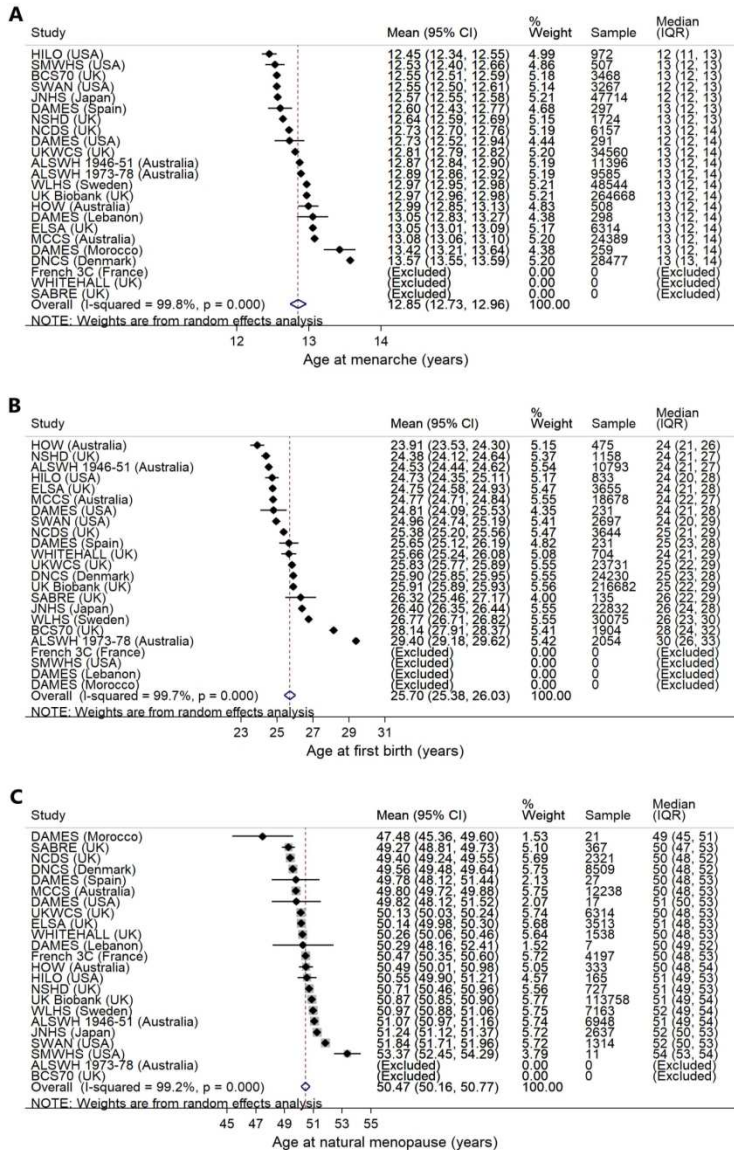 A
Study Mean (95% CI) % Weight Sample Median (IQR)
HILO (USA) 12.45 (12.34, 12.55) 4.99 972 12 (11, 13)
SMWHS (USA) 12.53 (12.40, 12.66) 4.86 507 13 (12, 13)
BCS70 (UK) 12.55 (12.51, 12.59) 5.18 3468 13 (12, 13)
SWAN (USA) 12.55 (12.50, 12.61) 5.14 3267 12 (12, 13)
JNHS (Japan) 12.57 (12.55, 12.58) 5.21 47714 12 (12, 13)
DAMES (Spain) 12.60 (12.43, 12.77) 4.68 297 13 (12, 13)
NSHD (UK) 12.64 (12.59, 12.69) 5.15 1724 13 (12, 13)
NCDS (UK) 12.73 (12.70, 12.76) 5.19 6157 13 (12, 14)
DAMES (USA) 12.73 (12.52, 12.94) 4.44 291 13 (12, 14)
UKWCS (UK) 12.81 (12.79, 12.82) 5.20 34560 13 (12, 14)
ALSWH 1946-51 (Australia) 12.87 (12.84, 12.90) 5.19 11396 13 (12, 14)
ALSWH 1973-78 (Australia) 12.89 (12.86, 12.92) 5.19 9585 13 (12, 14)
WLHS (Sweden) 12.97 (12.95, 12.98) 5.21 48544 13 (12, 14)
UK Biobank (UK) 12.97 (12.96, 12.98) 5.21 264668 13 (12, 14)
HOW (Australia) 12.99 (12.85, 13.13) 4.83 508 13 (12, 14)
DAMES (Lebanon) 13.05 (12.83, 13.27) 4.38 298 13 (12, 14)
ELSA (UK) 13.05 (13.01, 13.09) 5.17 6314 13 (12, 14)
MCCS (Australia) 13.08 (13.06, 13.10) 5.20 24389 13 (12, 14)
DAMES (Morocco) 13.42 (13.21, 13.64) 4.38 259 13 (12, 14)
DNCS (Denmark) 13.57 (13.55, 13.59) 5.20 28477 14 (13, 14)
French 3C (France) (Excluded) 0.00 0 (Excluded)
WHITEHALL (UK) (Excluded) 0.00 0 (Excluded)
SABRE (UK) (Excluded) 0.00 0 (Excluded)
Overall (I-squared = 99.8%, p = 0.000) 12.85 (12.73, 12.96) 100.00
NOTE: Weights are from random effects analysis
12 13 14
Age at menarche (years)
B
Study Mean (95% CI) % Weight Sample Median (IQR)
HOW (Australia) 23.91 (23.53, 24.30) 5.15 475 24 (21, 26)
NSHD (UK) 24.38 (24.12, 24.64) 5.37 1158 24 (21, 27)
ALSWH 1946-51 (Australia) 24.53 (24.44, 24.62) 5.54 10793 24 (21, 27)
HILO (USA) 24.73 (24.35, 25.11) 5.17 833 24 (20, 28)
ELSA (UK) 24.75 (24.58, 24.93) 5.47 3655 24 (21, 28)
MCCS (Australia) 24.77 (24.71, 24.84) 5.55 18678 24 (22, 27)
DAMES (USA) 24.81 (24.09, 25.53) 4.35 231 24 (21, 28)
SWAN (USA) 24.96 (24.74, 25.19) 5.41 2697 24 (20, 29)
NCDS (UK) 25.38 (25.20, 25.56) 5.47 3644 25 (21, 29)
DAMES (Spain) 25.65 (25.12, 26.19) 4.82 231 25 (23, 28)
WHITEHALL (UK) 25.66 (25.24, 26.08) 5.08 704 25 (21, 29)
UKWCS (UK) 25.83 (25.77, 25.89) 5.55 23731 25 (22, 29)
DNCS (Denmark) 25.90 (25.85, 25.95) 5.55 24230 25 (23, 28)
UK Biobank (UK) 25.91 (25.89, 25.93) 5.56 216682 25 (22, 29)
SABRE (UK) 26.32 (25.46, 27.17) 4.00 135 26 (22, 29)
JNHS (Japan) 26.40 (26.35, 26.44) 5.55 22832 26 (24, 28)
WLHS (Sweden) 26.77 (26.71, 26.82) 5.55 30075 26 (23, 30)
BCS70 (UK) 28.14 (27.91, 28.37) 5.41 1904 28 (24, 32)
ALSWH 1973-78 (Australia) 29.40 (29.18, 29.62) 5.42 2054 30 (26, 33)
French 3C (France) (Excluded) 0.00 0 (Excluded)
SMWHS (USA) (Excluded) 0.00 0 (Excluded)
DAMES (Lebanon) (Excluded) 0.00 0 (Excluded)
DAMES (Morocco) (Excluded) 0.00 0 (Excluded)
Overall (I-squared = 99.7%, p = 0.000) 25.70 (25.38, 26.03) 100.00
NOTE: Weights are from random effects analysis
23 25 27 29 31
Age at first birth (years)
C
Study Mean (95% CI) % Weight Sample Median (IQR)
DAMES (Morocco) 47.48 (45.36, 49.60) 1.53 21 49 (45, 51)
SABRE (UK) 49.27 (48.81, 49.73) 5.10 367 50 (47, 53)
NCDS (UK) 49.40 (49.24, 49.55) 5.69 2321 50 (48, 52)
DNCS (Denmark) 49.56 (49.48, 49.64) 5.75 8509 50 (48, 52)
DAMES (Spain) 49.78 (48.12, 51.44) 2.13 27 50 (49, 53)
MCCS (Australia) 49.80 (49.72, 49.88) 5.75 12238 50 (48, 53)
DAMES (USA) 49.82 (48.12, 51.52) 2.07 17 51 (50, 53)
UKWCS (UK) 50.13 (50.03, 50.24) 5.74 6314 50 (48, 53)
ELSA (UK) 50.14 (49.98, 50.30) 5.68 3513 51 (48, 53)
WHITEHALL (UK) 50.26 (50.06, 50.46) 5.64 1538 50 (48, 53)
DAMES (Lebanon) 50.29 (48.16, 52.41) 1.52 7 50 (49, 52)
French 3C (France) 50.47 (50.35, 50.60) 5.72 4197 50 (49, 53)
HOW (Australia) 50.49 (50.01, 50.98) 5.05 333 50 (48, 54)
HILO (USA) 50.55 (49.90, 51.21) 4.57 165 51 (49, 53)
NSHD (UK) 50.71 (50.46, 50.96) 5.56 727 51 (49, 53)
UK Biobank (UK) 50.87 (50.85, 50.90) 5.77 113758 51 (49, 54)
WLHS (Sweden) 50.97 (50.88, 51.06) 5.75 7163 52 (49, 54)
ALSWH 1946-51 (Australia) 51.07 (50.97, 51.16) 5.74 6948 51 (49, 54)
JNHS (Japan) 51.24 (51.12, 51.37) 5.72 2637 52 (50, 53)
SWAN (USA) 51.84 (51.71, 51.96) 5.72 1314 52 (50, 53)
SMWHS (USA) 53.37 (52.45, 54.29) 3.79 11 54 (53, 54)
ALSWH 1973-78 (Australia) (Excluded) 0.00 0 (Excluded)
BCS70 (UK) (Excluded) 0.00 0 (Excluded)
Overall (I-squared = 99.2%, p = 0.000) 50.47 (50.16, 50.77) 100.00
NOTE: Weights are from random effects analysis
45 47 49 51 53 55
Age at natural menopause (years)